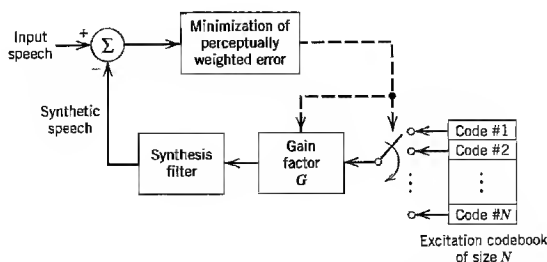 Input
speech
+
Σ
−
Minimization of
perceptually
weighted error
Synthetic
speech
Synthesis
filter
Gain
factor
G
Code #1
Code #2
⋮
⋮
Code #N
Excitation codebook
of size N